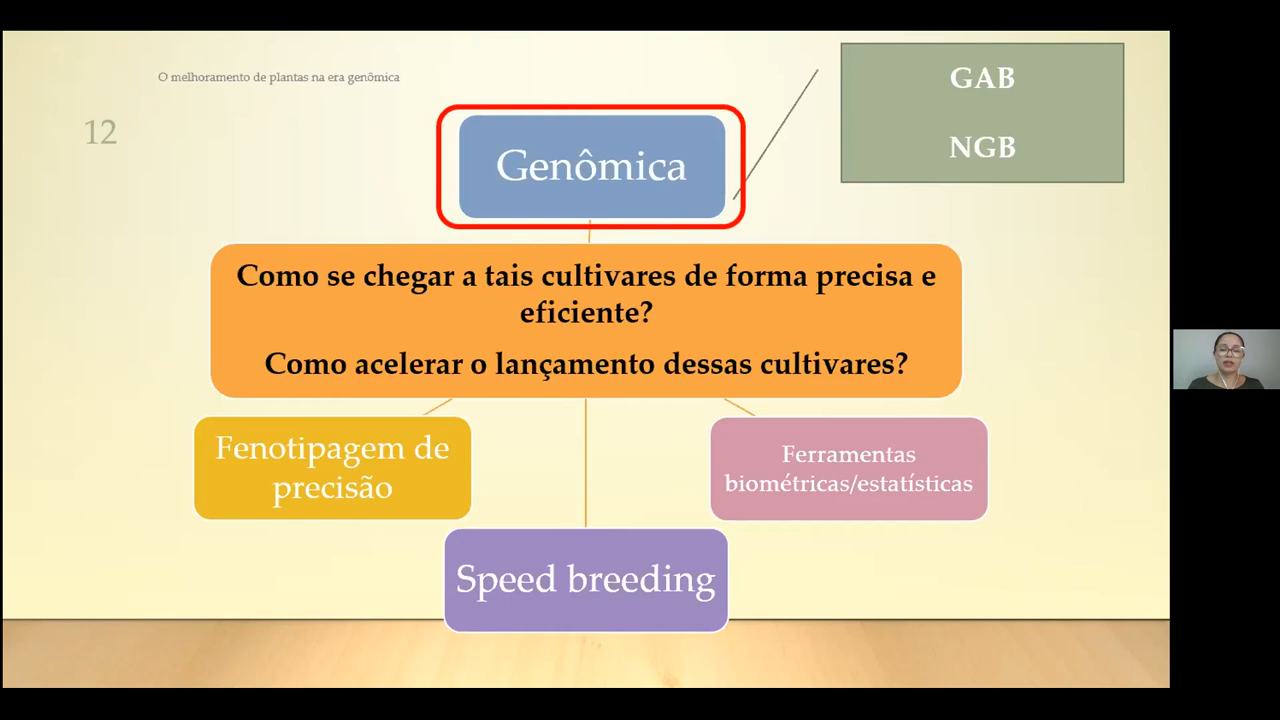 O melhoramento de plantas na era genômica
12
GAB
NGB
Genômica
Como se chegar a tais cultivares de forma precisa e
eficiente?
Como acelerar o lançamento dessas cultivares?
Fenotipagem de
precisão
Ferramentas
biométricas/estatísticas
Speed breeding